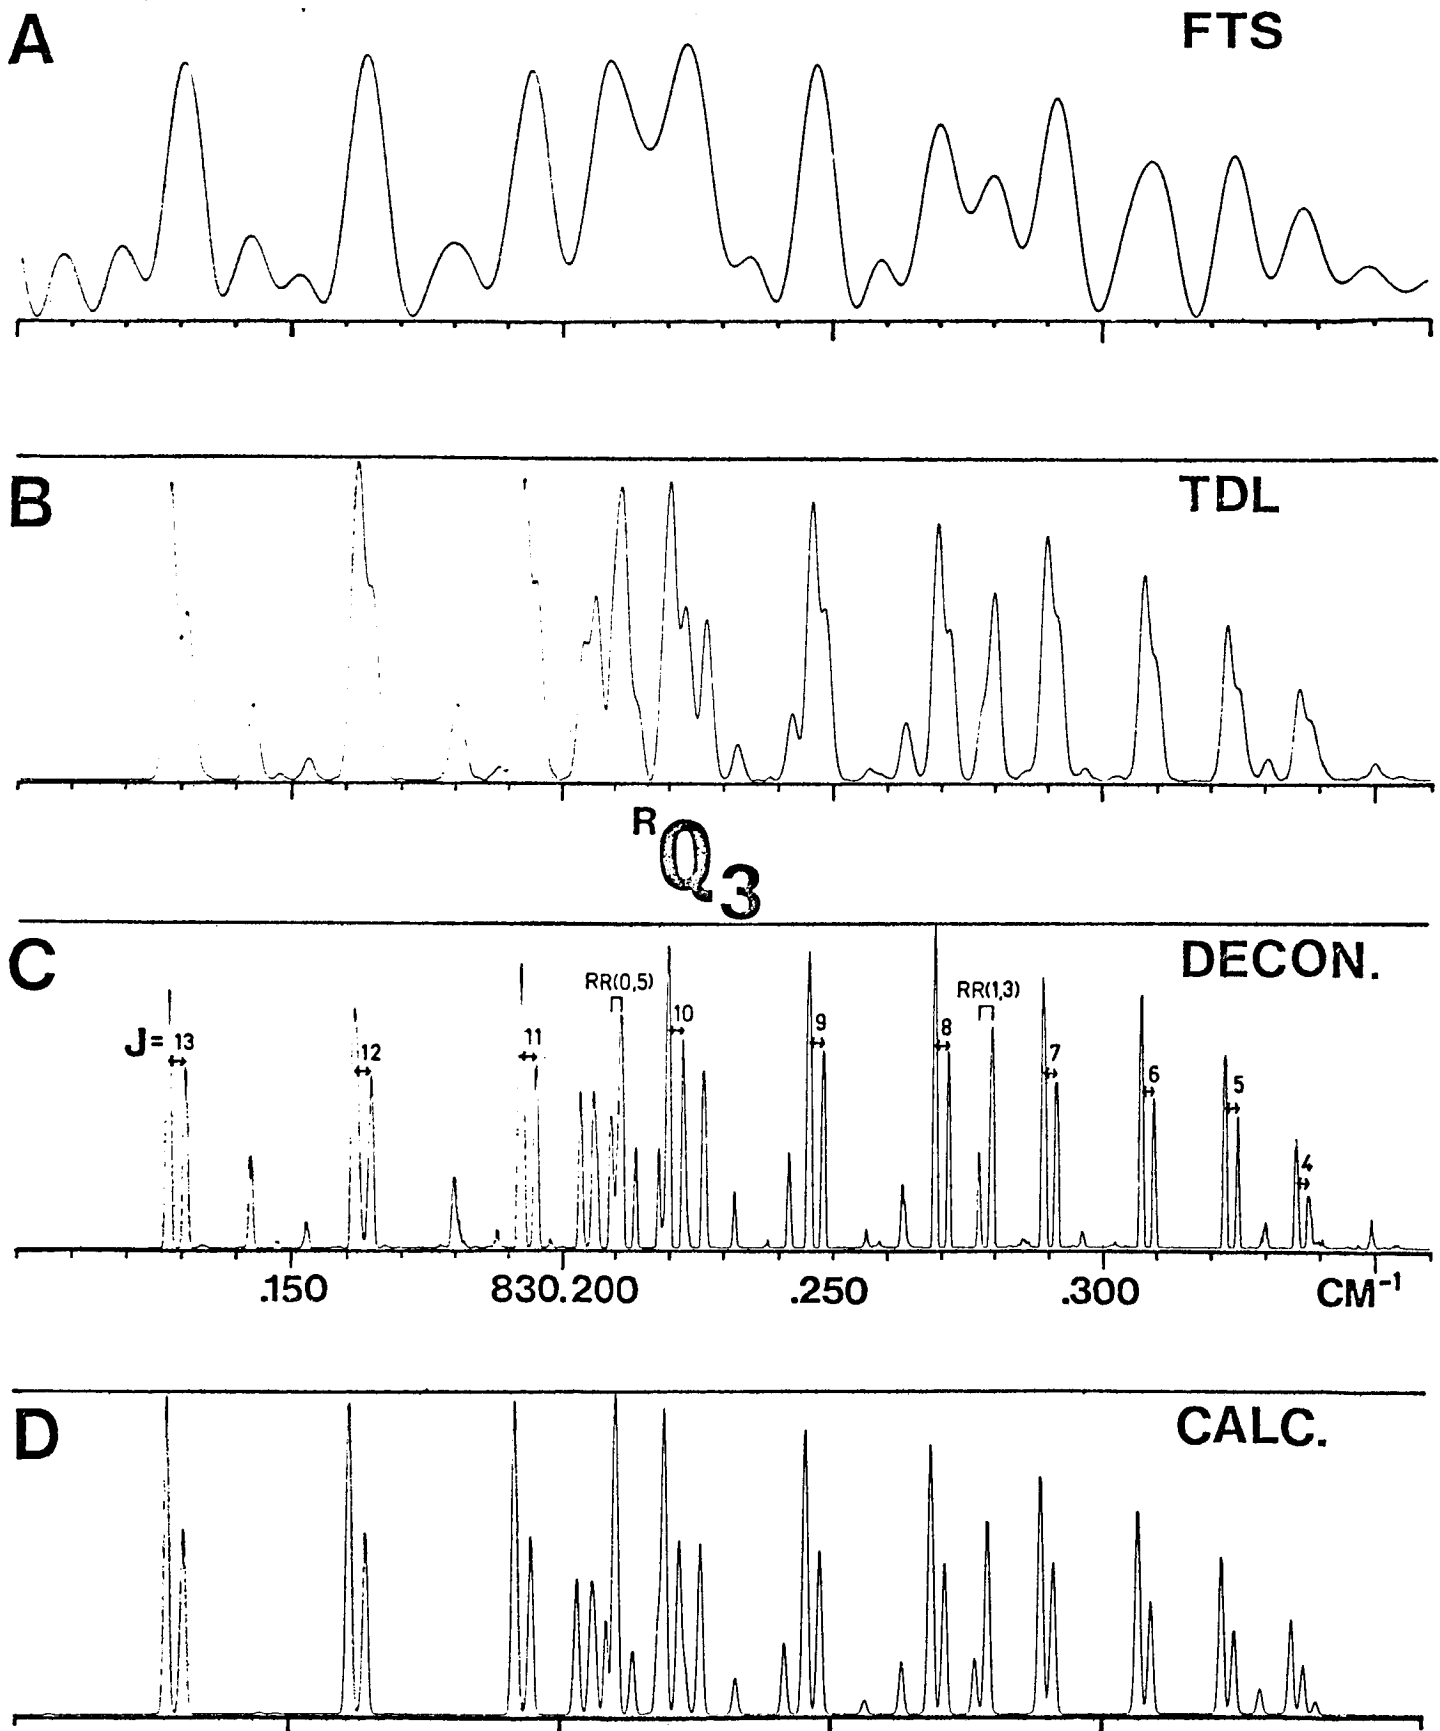 A FTS
B TDL
RQ3
C DECON.
RR(0,5)
RR(1,3)
J= 13 12 11 10 9 8 7 6 5 4
.150 830.200 .250 .300 CM-1
D CALC.